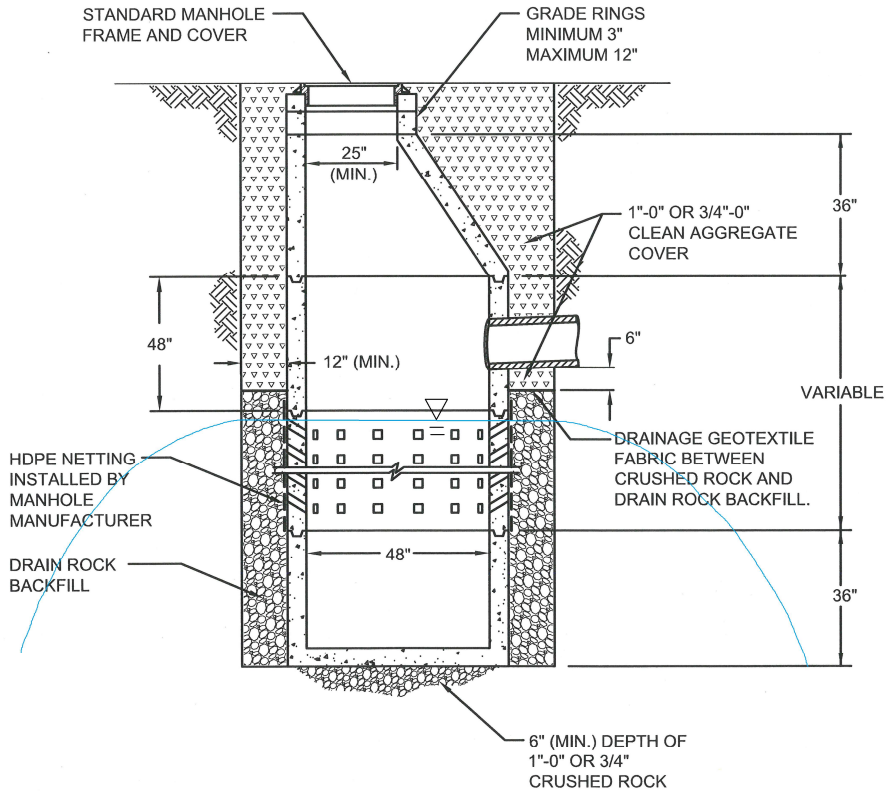 STANDARD MANHOLE
FRAME AND COVER
GRADE RINGS
MINIMUM 3"
MAXIMUM 12"
25"
(MIN.)
36"
1"-0" OR 3/4"-0"
CLEAN AGGREGATE
COVER
48"
12" (MIN.)
6"
VARIABLE
HDPE NETTING
INSTALLED BY
MANHOLE
MANUFACTURER
DRAINAGE GEOTEXTILE
FABRIC BETWEEN
CRUSHED ROCK AND
DRAIN ROCK BACKFILL.
48"
DRAIN ROCK
BACKFILL
36"
6" (MIN.) DEPTH OF
1"-0" OR 3/4"
CRUSHED ROCK